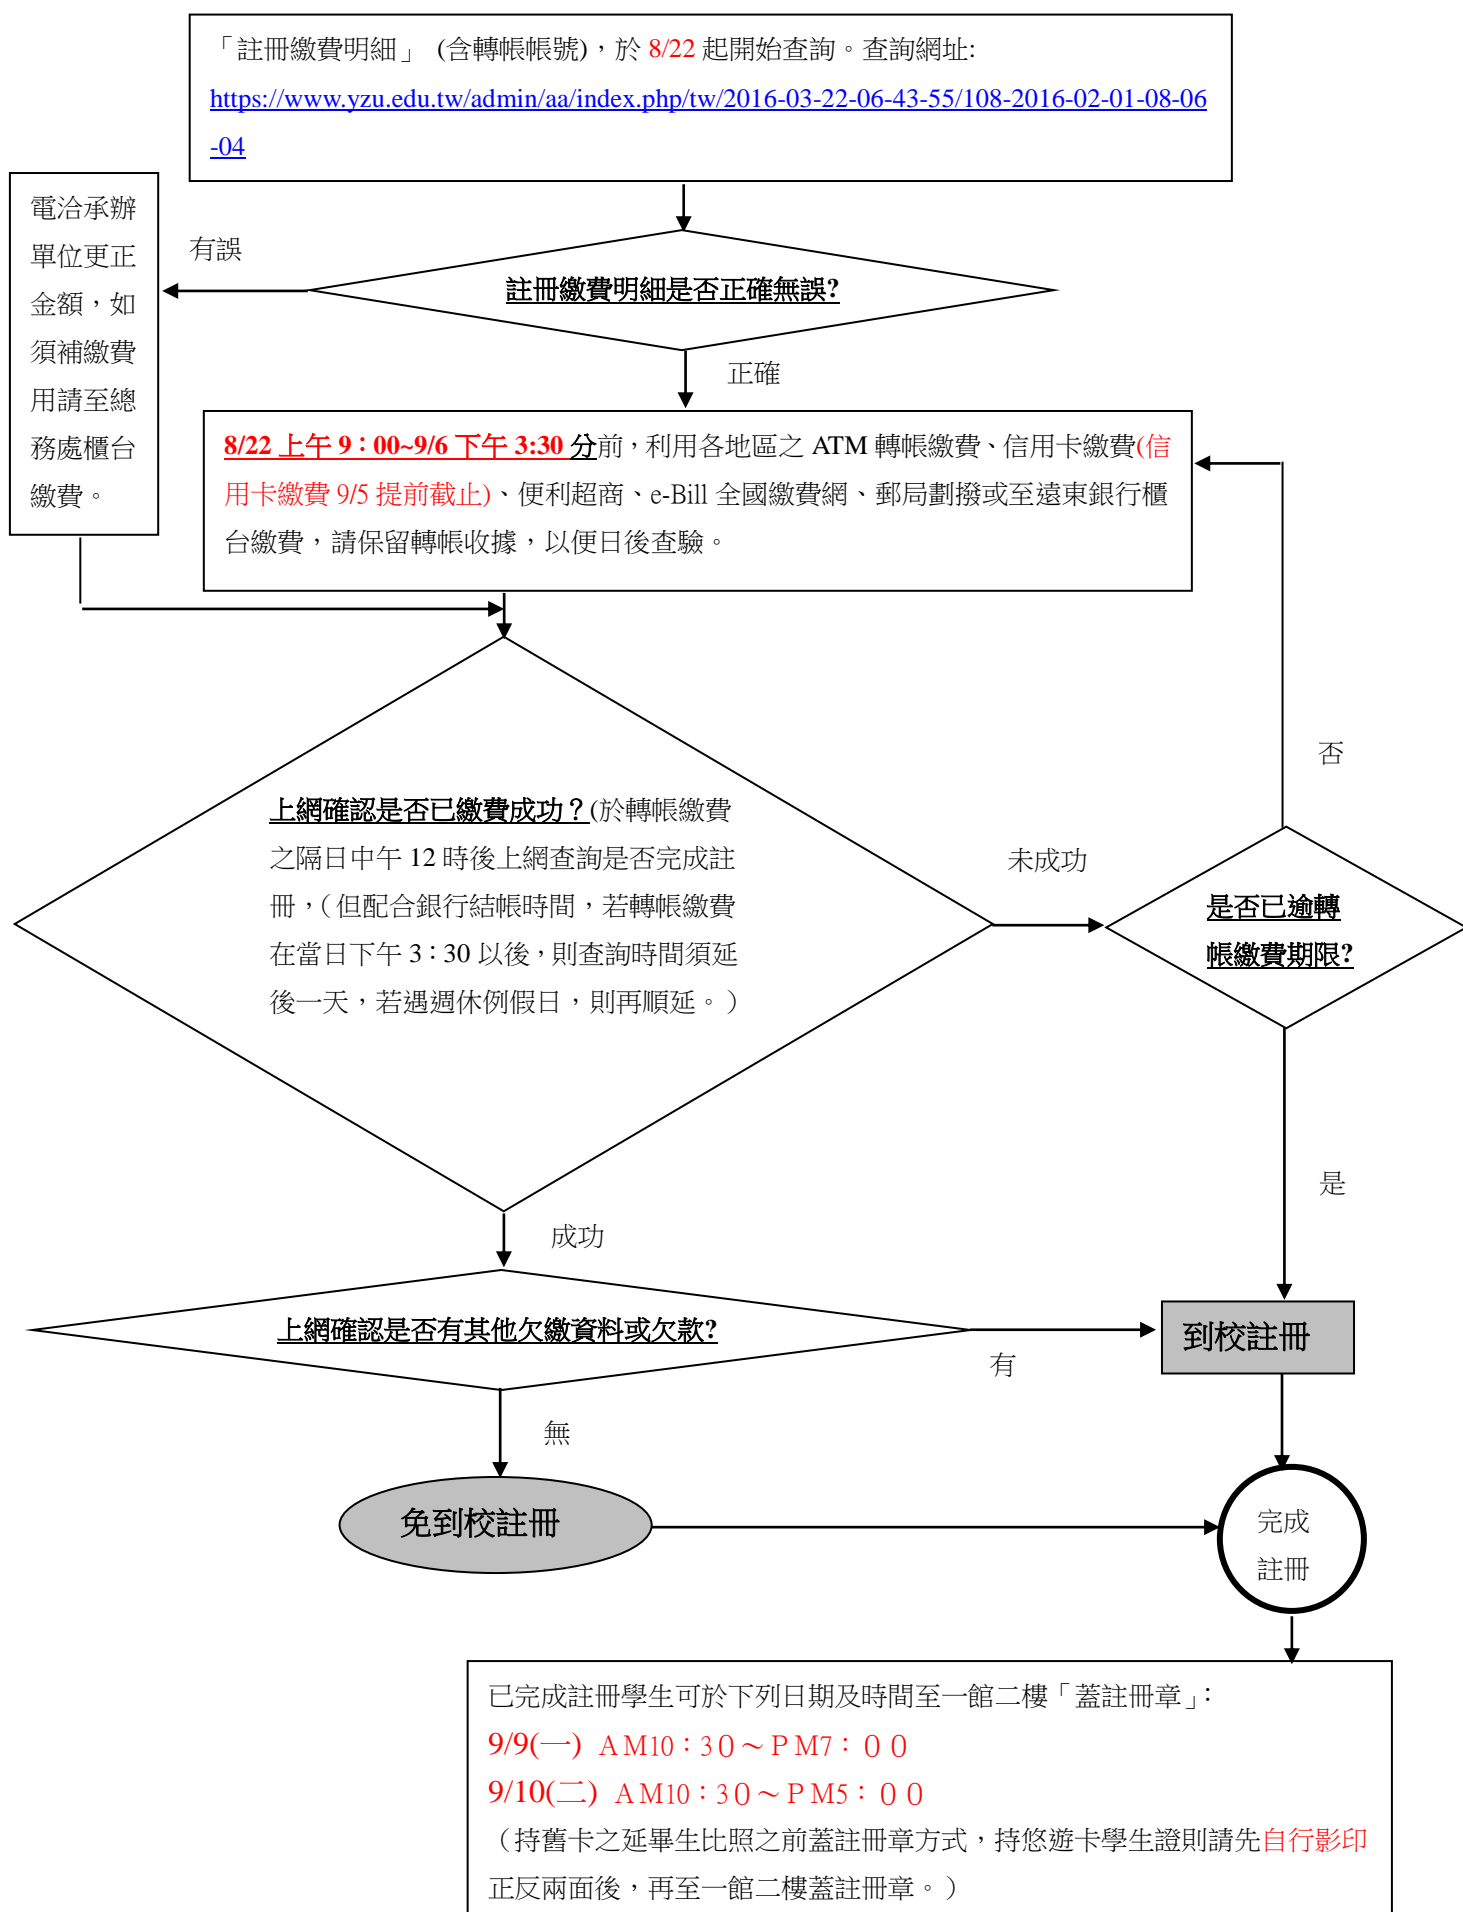 「註冊繳費明細」 (含轉帳帳號)，於 8/22 起開始查詢。查詢網址:
https://www.yzu.edu.tw/admin/aa/index.php/tw/2016-03-22-06-43-55/108-2016-02-01-08-06
-04
電洽承辦
單位更正
金額，如
須補繳費
用請至總
務處櫃台
繳費。
有誤
註冊繳費明細是否正確無誤?
正確
8/22 上午 9：00~9/6 下午 3:30 分前，利用各地區之 ATM 轉帳繳費、信用卡繳費(信
用卡繳費 9/5 提前截止)、便利超商、e-Bill 全國繳費網、郵局劃撥或至遠東銀行櫃
台繳費，請保留轉帳收據，以便日後查驗。
否
上網確認是否已繳費成功？(於轉帳繳費
之隔日中午 12 時後上網查詢是否完成註
冊，（但配合銀行結帳時間，若轉帳繳費
在當日下午 3：30 以後，則查詢時間須延
後一天，若遇週休例假日，則再順延。）
未成功
是否已逾轉
帳繳費期限?
是
成功
上網確認是否有其他欠繳資料或欠款?
有
到校註冊
無
免到校註冊
完成
註冊
已完成註冊學生可於下列日期及時間至一館二樓「蓋註冊章」：
9/9(一) ＡM10：3０～ＰM7：００
9/10(二) ＡM10：3０～ＰM5：００
（持舊卡之延畢生比照之前蓋註冊章方式，持悠遊卡學生證則請先自行影印
正反兩面後，再至一館二樓蓋註冊章。）